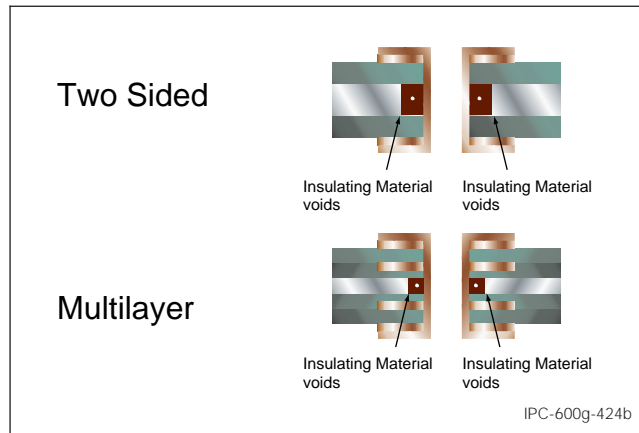 Two Sided
Insulating Material
voids
Insulating Material
voids
Multilayer
Insulating Material
voids
Insulating Material
voids
IPC-600g-424b